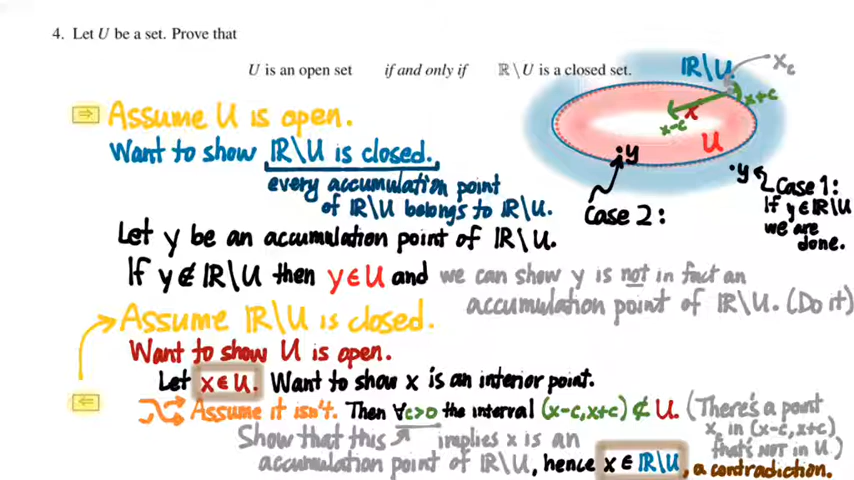 4. Let U be a set. Prove that
U is an open set if and only if ℝ\U is a closed set.
ℝ\U
x_c
x+c
x
x-c
U
y
Case 2:
y
Case 1:
If y∈ℝ\U
we are
done.
⇒ Assume U is open.
Want to show ℝ\U is closed.
every accumulation point
of ℝ\U belongs to ℝ\U.
Let y be an accumulation point of ℝ\U.
If y∉ℝ\U then y∈U and we can show y is not in fact an
accumulation point of ℝ\U. (Do it)
Assume ℝ\U is closed.
Want to show U is open.
Let x∈U. Want to show x is an interior point.
⇐
Assume it isn't. Then ∀c>0 the interval (x-c,x+c) ⊄ U. (There's a point
x_c in (x-c,x+c)
that's NOT in U.)
Show that this implies x is an
accumulation point of ℝ\U, hence x∈ℝ\U, a contradiction.